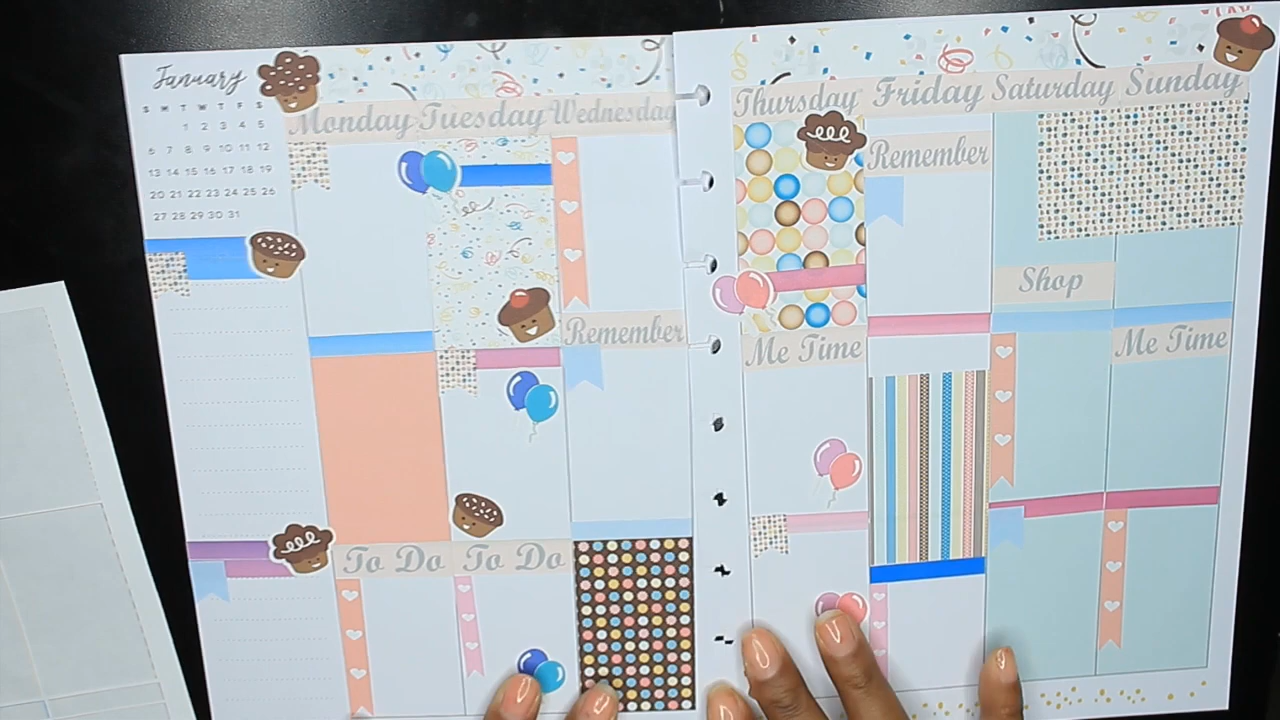 January
S M T W T F S
1 2 3 4 5
6 7 8 9 10 11 12
13 14 15 16 17 18 19
20 21 22 23 24 25 26
27 28 29 30 31
Monday Tuesday Wednesday
Thursday Friday Saturday Sunday
Remember
Shop
Remember
Me Time
Me Time
To Do
To Do